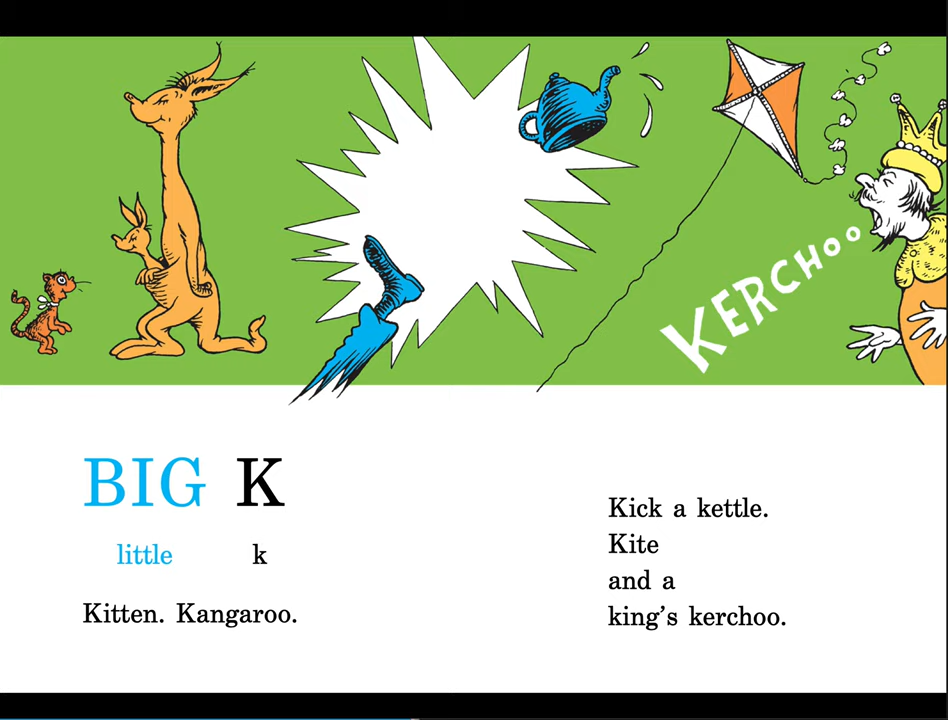 KERCHOO
BIG K
little k
Kitten. Kangaroo.
Kick a kettle.
Kite
and a
king's kerchoo.